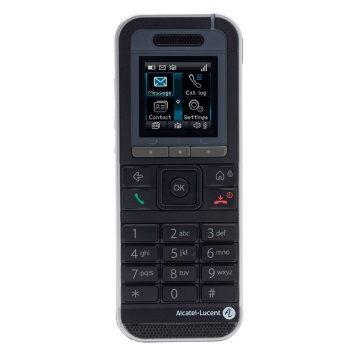 Message Call log
Contact Settings
OK
1 2 abc 3 def
4 ghi 5 jkl 6 mno
7 pqrs 8 tuv 9 wxyz
* 0 #
Alcatel-Lucent